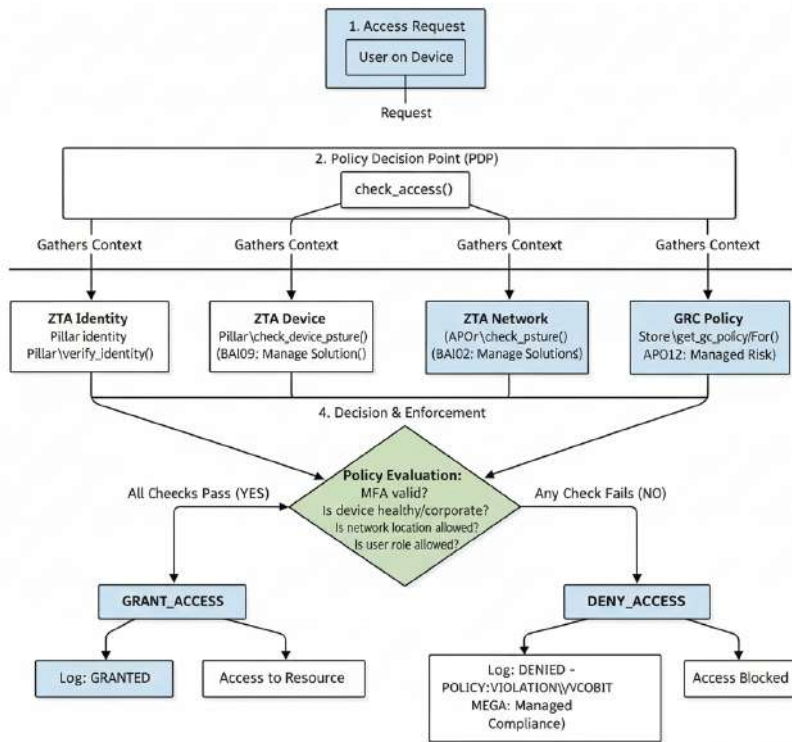 1. Access Request
User on Device
Request
2. Policy Decision Point (PDP)
check_access()
Gathers Context
Gathers Context
Gathers Context
Gathers Context
ZTA Identity
Pillar identity
Pillar\verify_identity()
ZTA Device
Pillar\check_device_psture()
(BAI09: Manage Solution()
ZTA Network
(APOr\check_psture()
(BAI02: Manage Solutions)
GRC Policy
Store\get_gc_policy/For()
APO12: Managed Risk)
4. Decision & Enforcement
Policy Evaluation:
MFA valid?
Is device healthy/corporate?
Is network location allowed?
Is user role allowed?
All Cheecks Pass (YES)
Any Check Fails (NO)
GRANT_ACCESS
DENY_ACCESS
Log: GRANTED
Access to Resource
Log: DENIED -
POLICY:VIOLATION\/VCOBIT
MEGA: Managed
Compliance)
Access Blocked